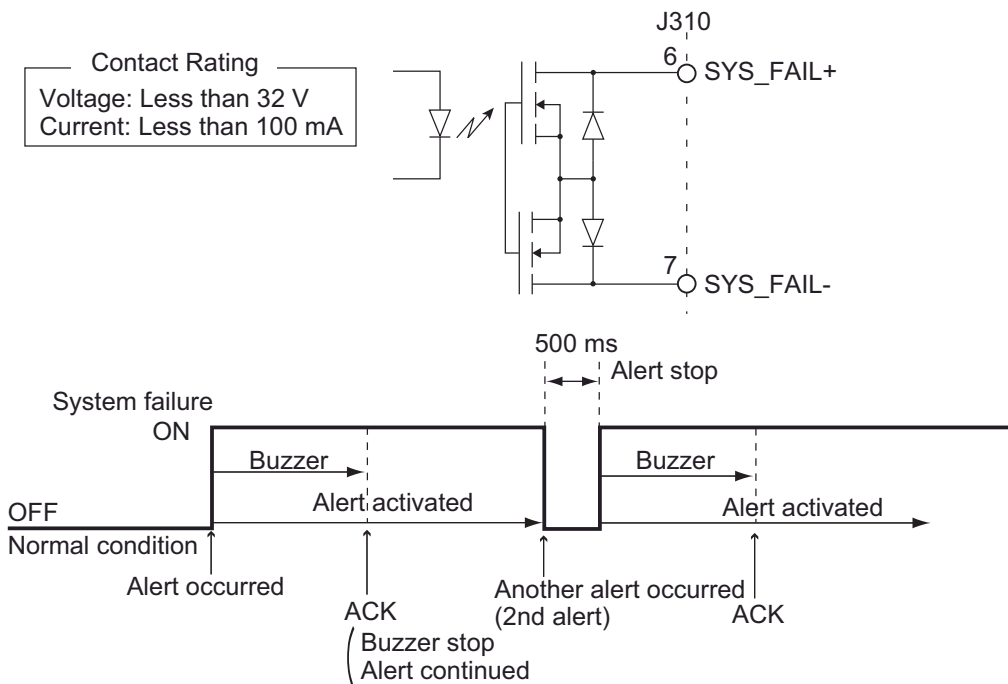 J310
Contact Rating
Voltage: Less than 32 V
Current: Less than 100 mA
6
SYS_FAIL+
7
SYS_FAIL-
500 ms
Alert stop
System failure
ON
Buzzer
Buzzer
Alert activated
Alert activated
OFF
Normal condition
Alert occurred
Another alert occurred
(2nd alert)
ACK
ACK
Buzzer stop
Alert continued